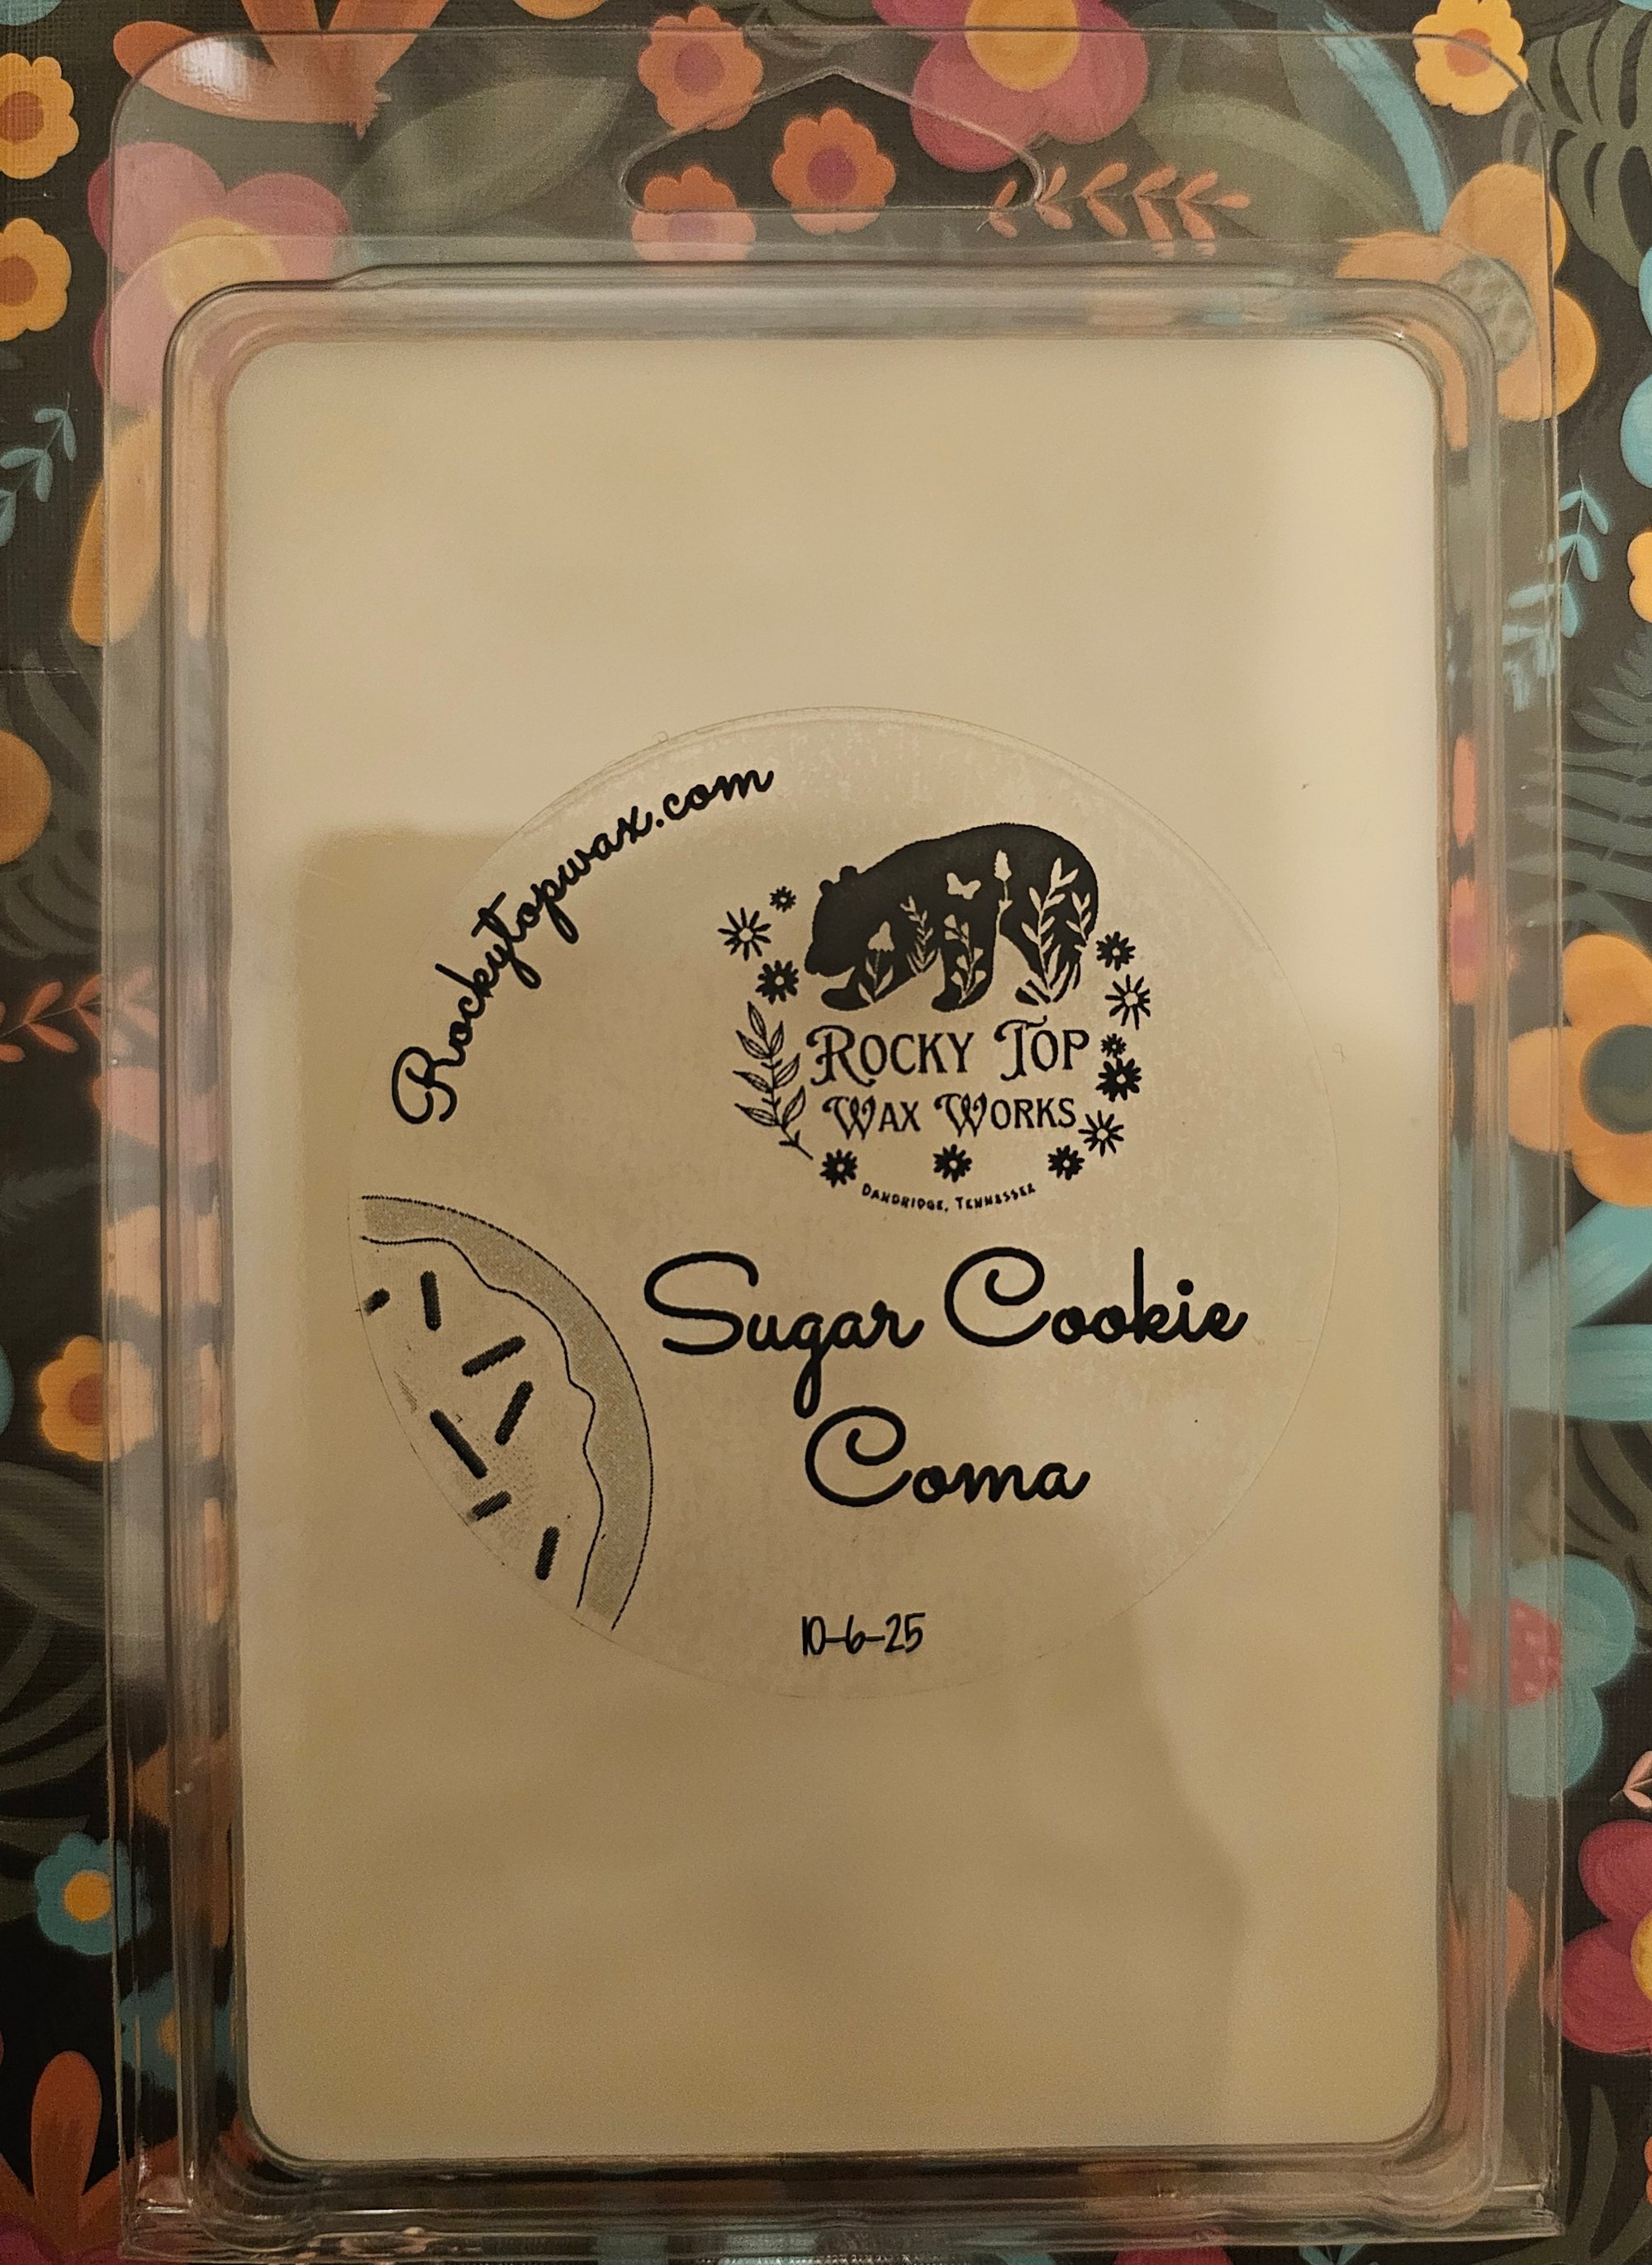 Rockytopwax.com
Rocky Top
Wax Works
Dandridge, Tennessee
Sugar Cookie
Coma
10-6-25